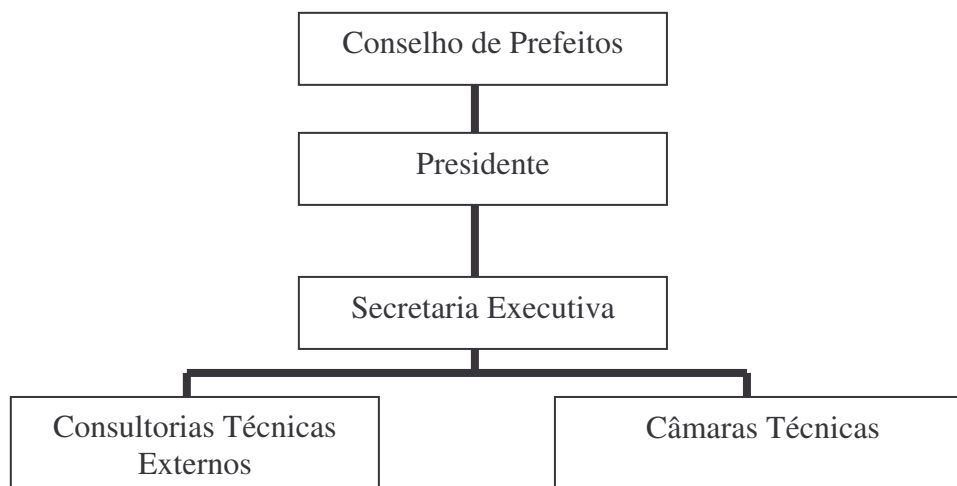 Conselho de Prefeitos
Presidente
Secretaria Executiva
Consultorias Técnicas
Externos
Câmaras Técnicas